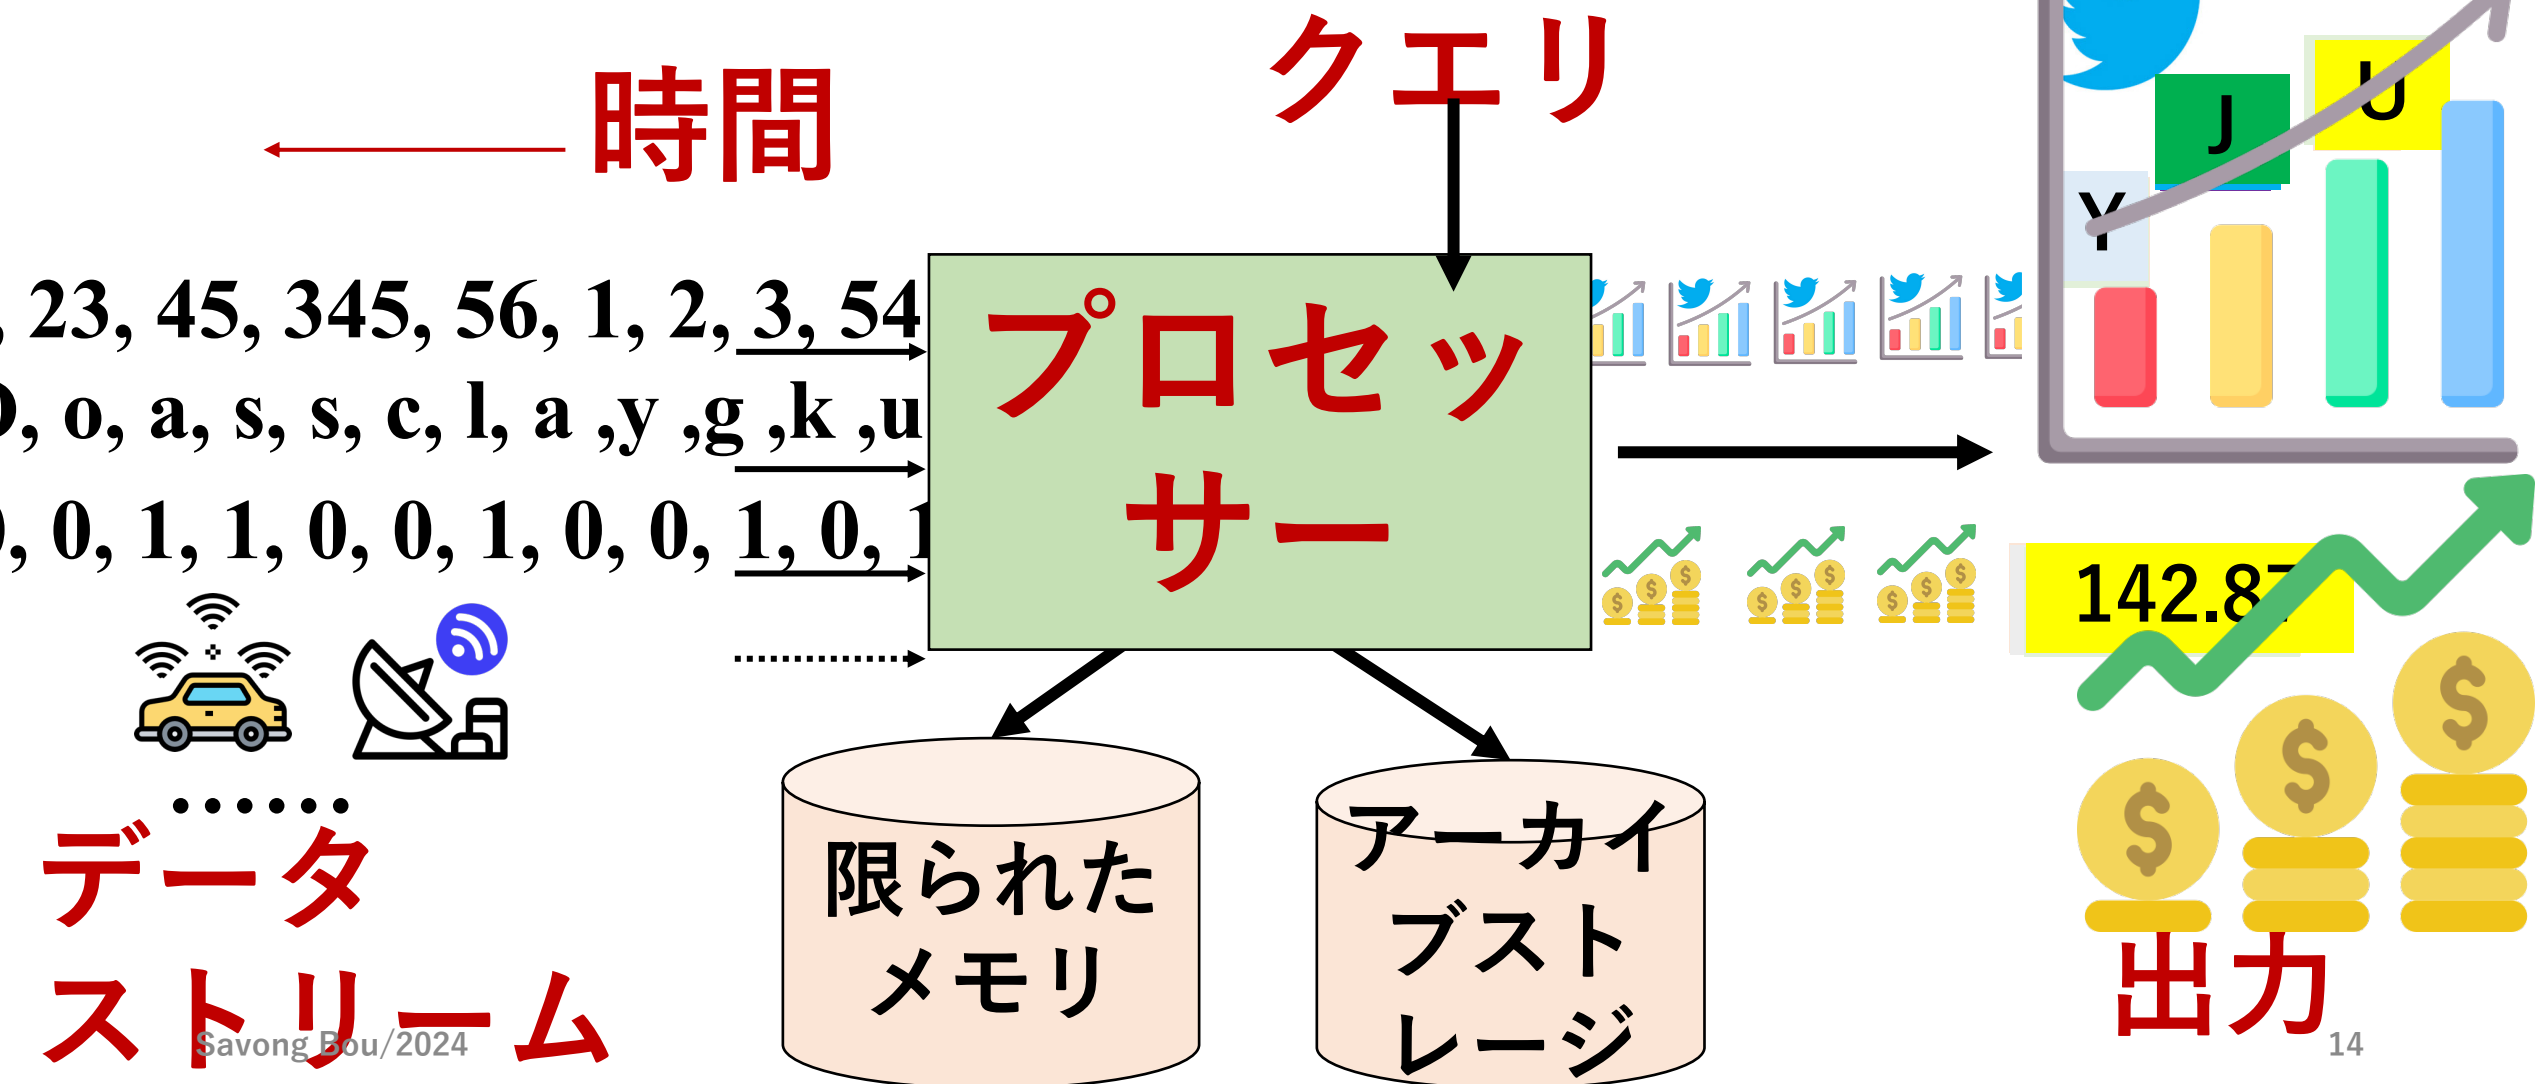 クエリ
時間
J
U
Y
, 23, 45, 345, 56, 1, 2, 3, 54
, o, a, s, s, c, l, a ,y ,g ,k ,u
, 0, 1, 1, 0, 0, 1, 0, 0, 1, 0, 1
プロセッ
サー
142.87
データ
ストリーム
限られた
メモリ
アーカイ
ブスト
レージ
出力
Savong Bou/2024
14